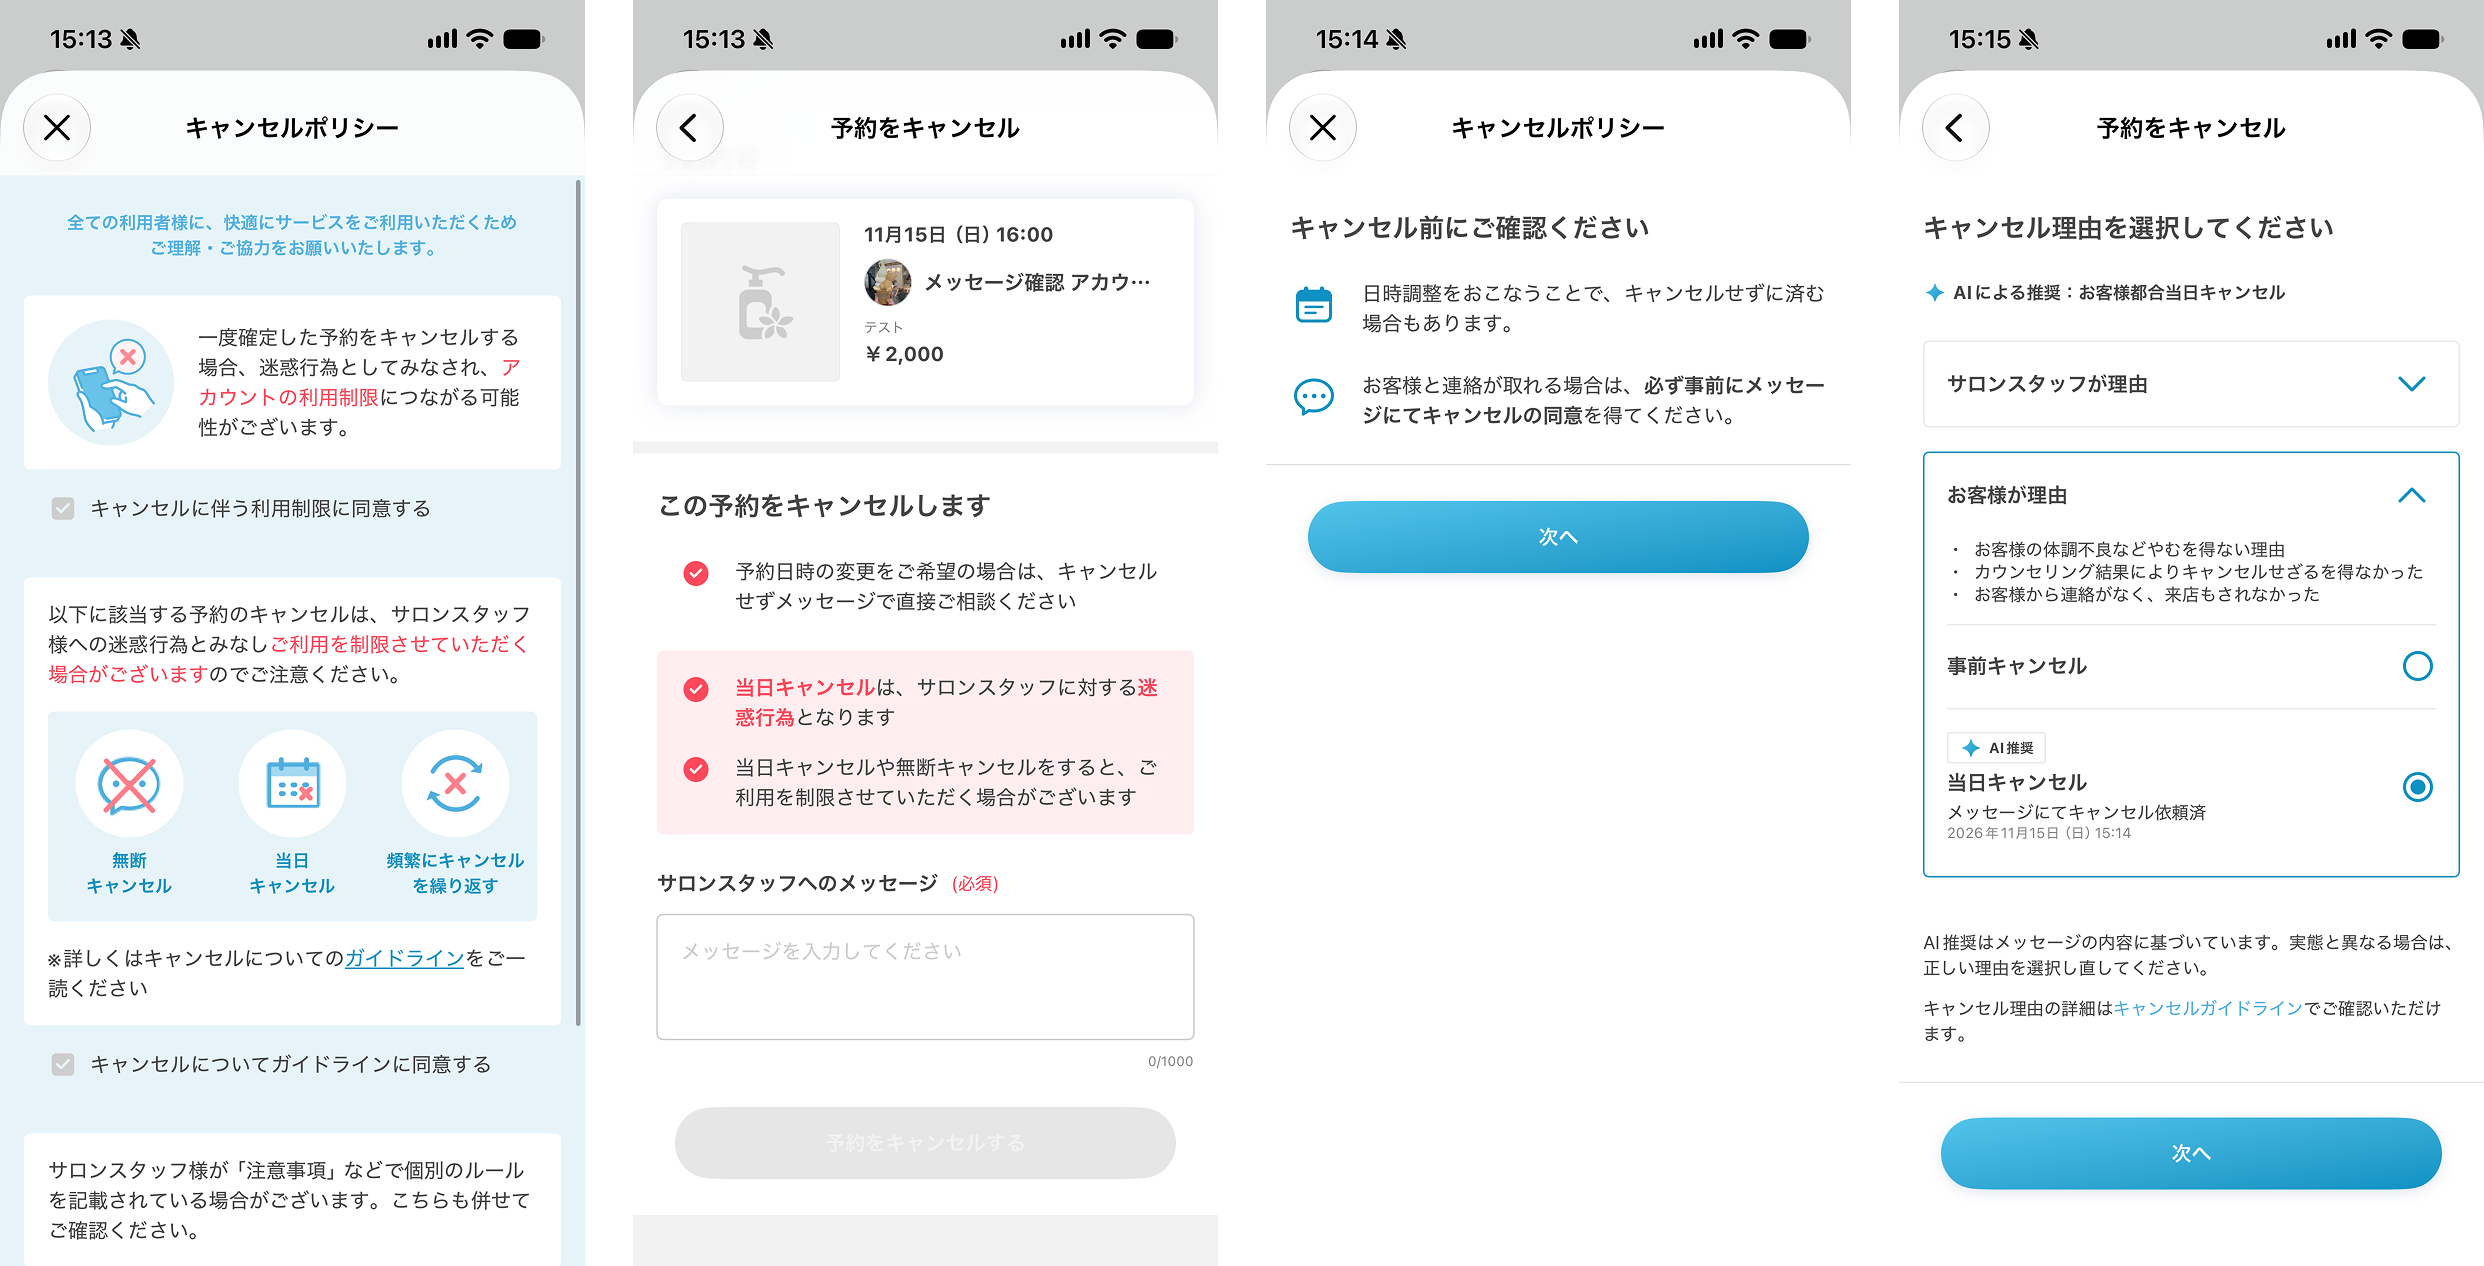 15:13
キャンセルポリシー
全ての利用者様に、快適にサービスをご利用いただくため
ご理解・ご協力をお願いいたします。
一度確定した予約をキャンセルする
場合、迷惑行為としてみなされ、ア
カウントの利用制限につながる可能
性がございます。
キャンセルに伴う利用制限に同意する
以下に該当する予約のキャンセルは、サロンスタッフ
様への迷惑行為とみなしご利用を制限させていただく
場合がございますのでご注意ください。
無断
キャンセル
当日
キャンセル
頻繁にキャンセル
を繰り返す
※詳しくはキャンセルについてのガイドラインをご一
読ください
キャンセルについてガイドラインに同意する
サロンスタッフ様が「注意事項」などで個別のルール
を記載されている場合がございます。こちらも併せて
ご確認ください。
15:13
予約をキャンセル
11月15日（日）16:00
メッセージ確認 アカウ…
テスト
¥2,000
この予約をキャンセルします
予約日時の変更をご希望の場合は、キャンセル
せずメッセージで直接ご相談ください
当日キャンセルは、サロンスタッフに対する迷
惑行為となります
当日キャンセルや無断キャンセルをすると、ご
利用を制限させていただく場合がございます
サロンスタッフへのメッセージ（必須）
メッセージを入力してください
0/1000
予約をキャンセルする
15:14
キャンセルポリシー
キャンセル前にご確認ください
日時調整をおこなうことで、キャンセルせずに済む
場合もあります。
お客様と連絡が取れる場合は、必ず事前にメッセー
ジにてキャンセルの同意を得てください。
次へ
15:15
予約をキャンセル
キャンセル理由を選択してください
AIによる推奨：お客様都合当日キャンセル
サロンスタッフが理由
お客様が理由
・ お客様の体調不良などやむを得ない理由
・ カウンセリング結果によりキャンセルせざるを得なかった
・ お客様から連絡がなく、来店もされなかった
事前キャンセル
AI推奨
当日キャンセル
メッセージにてキャンセル依頼済
2026年11月15日（日）15:14
AI推奨はメッセージの内容に基づいています。実態と異なる場合は、
正しい理由を選択し直してください。
キャンセル理由の詳細はキャンセルガイドラインでご確認いただけ
ます。
次へ